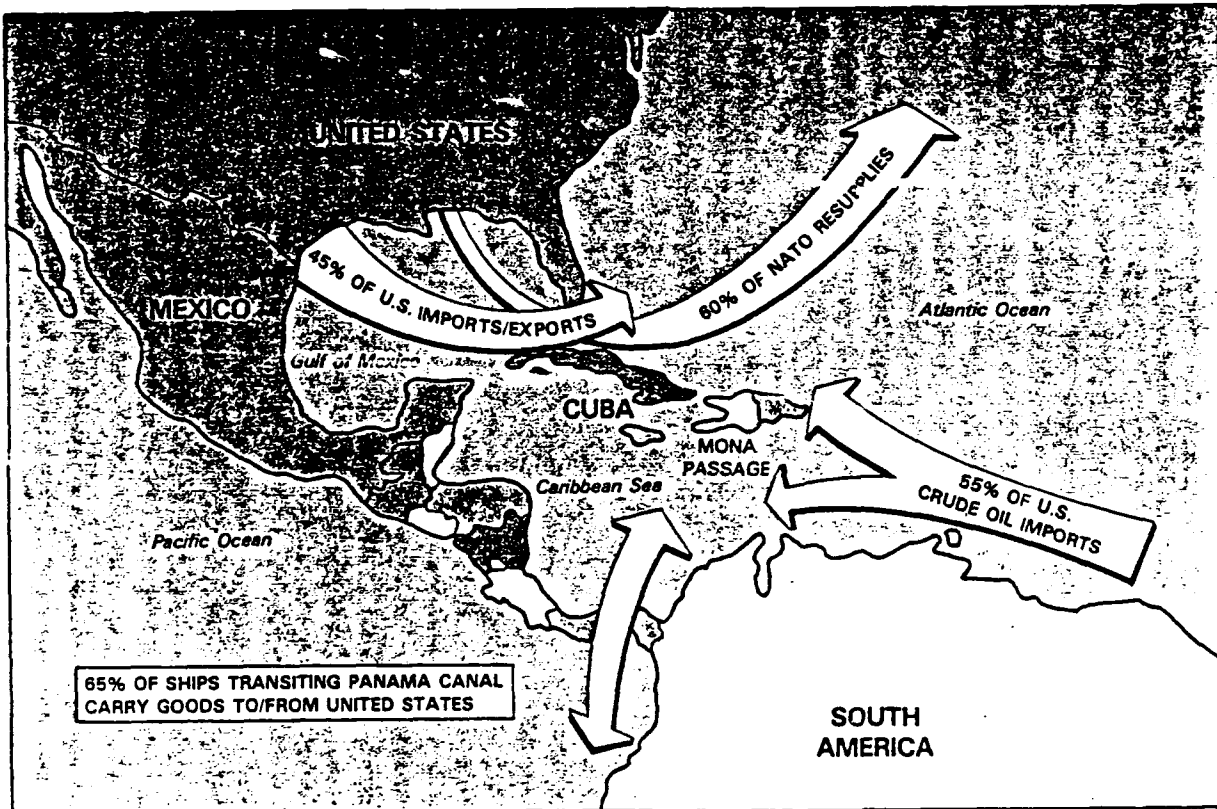 UNITED STATES
MEXICO
45% OF U.S. IMPORTS/EXPORTS
60% OF NATO RESUPPLIES
Atlantic Ocean
Gulf of Mexico
CUBA
MONA
PASSAGE
Caribbean Sea
55% OF U.S.
CRUDE OIL IMPORTS
Pacific Ocean
65% OF SHIPS TRANSITING PANAMA CANAL
CARRY GOODS TO/FROM UNITED STATES
SOUTH
AMERICA